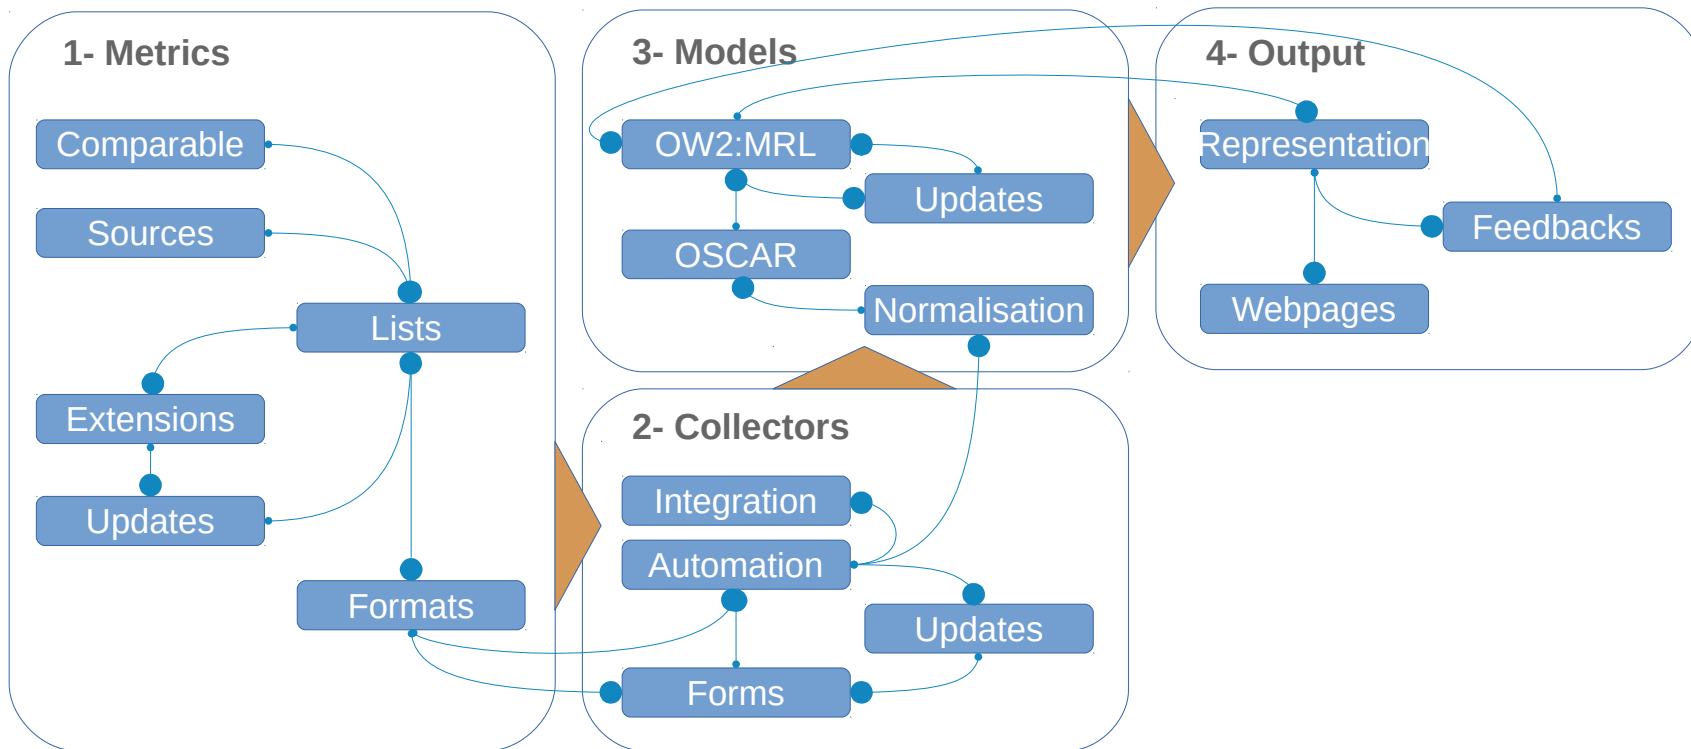 1- Metrics
Comparable
Sources
Lists
Extensions
Updates
Formats
2- Collectors
Integration
Automation
Updates
Forms
3- Models
OW2:MRL
Updates
OSCAR
Normalisation
4- Output
Representation
Feedbacks
Webpages